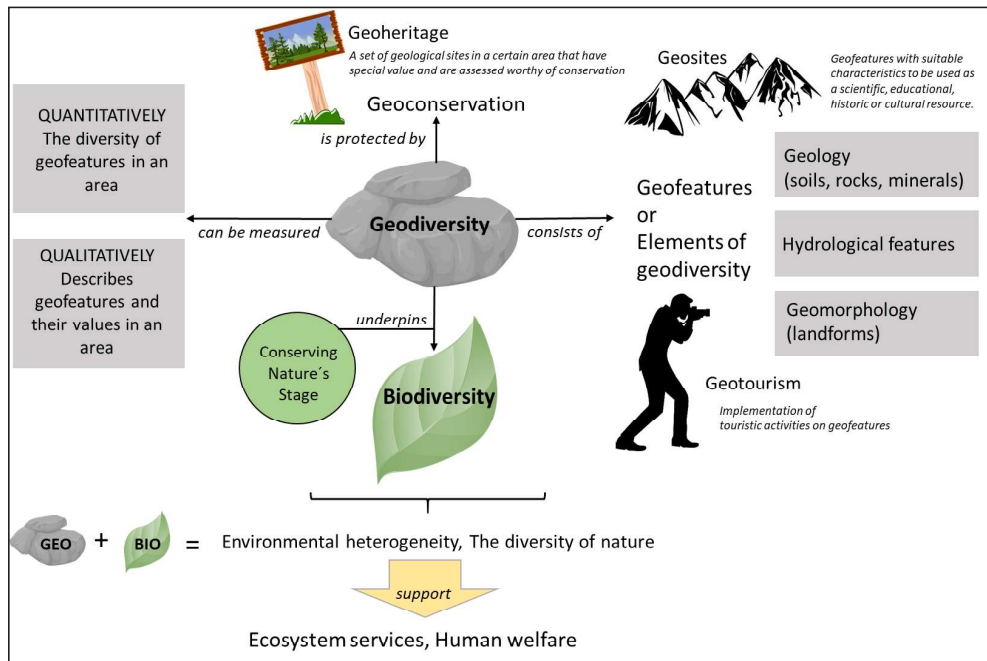 Geoheritage
A set of geological sites in a certain area that have
special value and are assessed worthy of conservation
Geoconservation
is protected by
Geosites
Geofeatures with suitable
characteristics to be used as
a scientific, educational,
historic or cultural resource.
QUANTITATIVELY
The diversity of
geofeatures in an
area
QUALITATIVELY
Describes
geofeatures and
their values in an
area
can be measured
Geodiversity
consists of
Geofeatures
or
Elements of
geodiversity
Geology
(soils, rocks, minerals)
Hydrological features
Geomorphology
(landforms)
underpins
Conserving
Nature´s
Stage
Biodiversity
Geotourism
Implementation of
touristic activities on geofeatures
GEO + BIO = Environmental heterogeneity, The diversity of nature
support
Ecosystem services, Human welfare